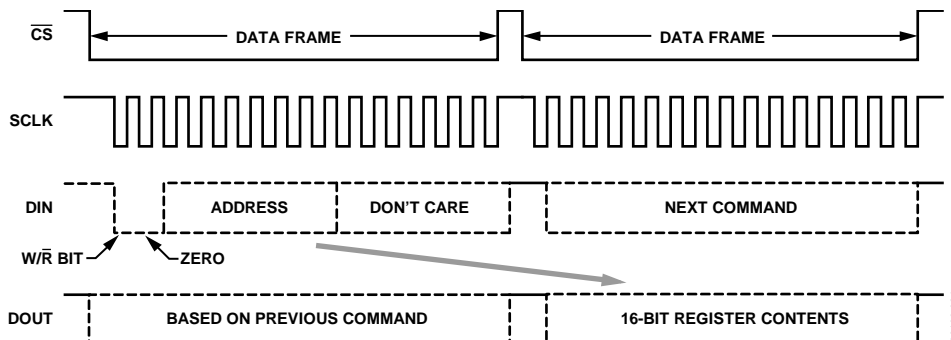 CS
DATA FRAME
DATA FRAME
SCLK
DIN
ADDRESS
DON'T CARE
NEXT COMMAND
W/R BIT
ZERO
DOUT
BASED ON PREVIOUS COMMAND
16-BIT REGISTER CONTENTS